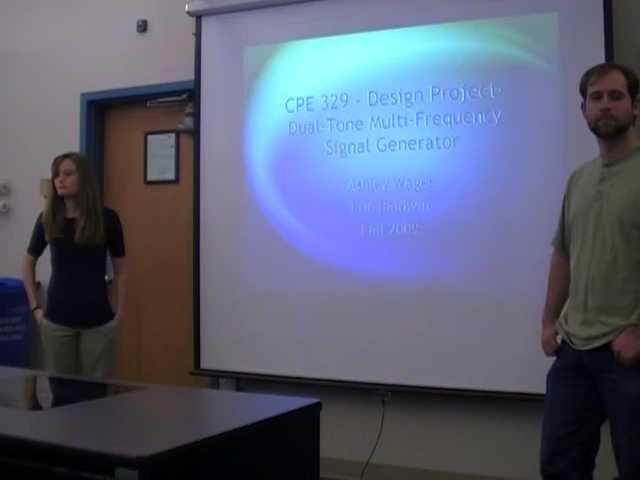 CPE 329 - Design Project
Dual-Tone Multi-Frequency
Signal Generator
Ashley Wager
Eric Baldwin
Fall 2009